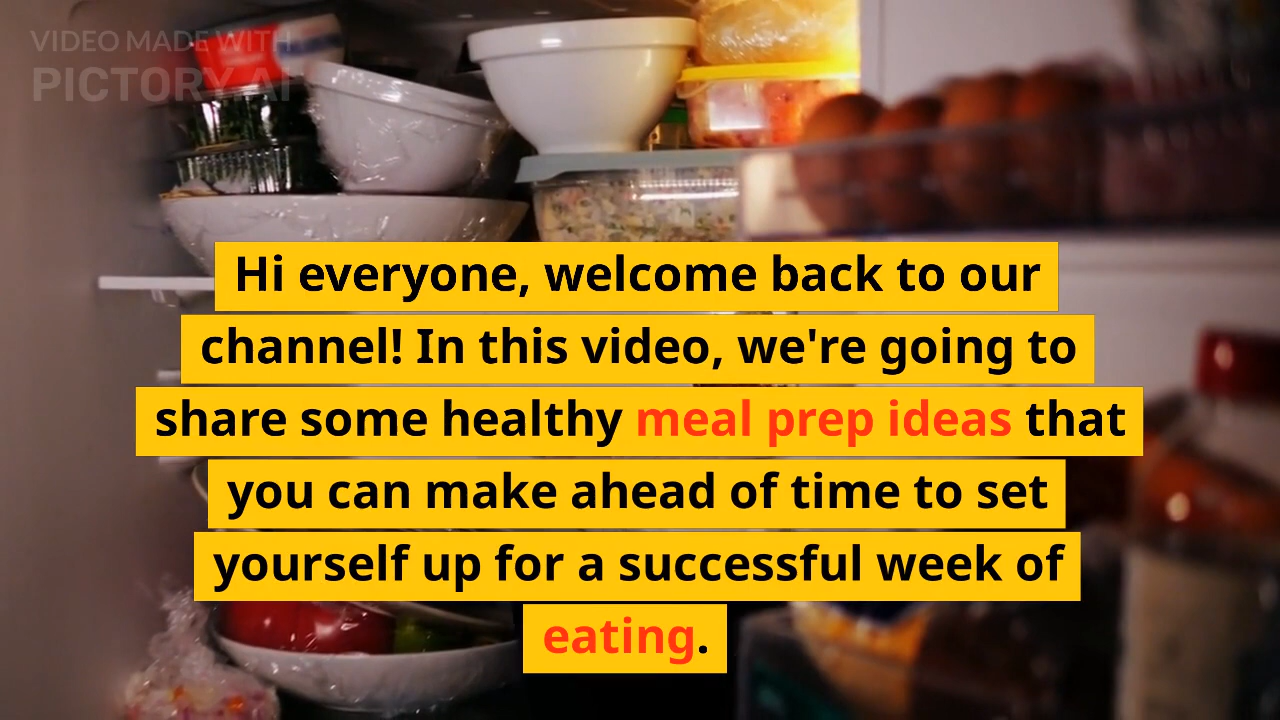 VIDEO MADE WITH
PICTORY.AI
Hi everyone, welcome back to our
channel! In this video, we're going to
share some healthy meal prep ideas that
you can make ahead of time to set
yourself up for a successful week of
eating.